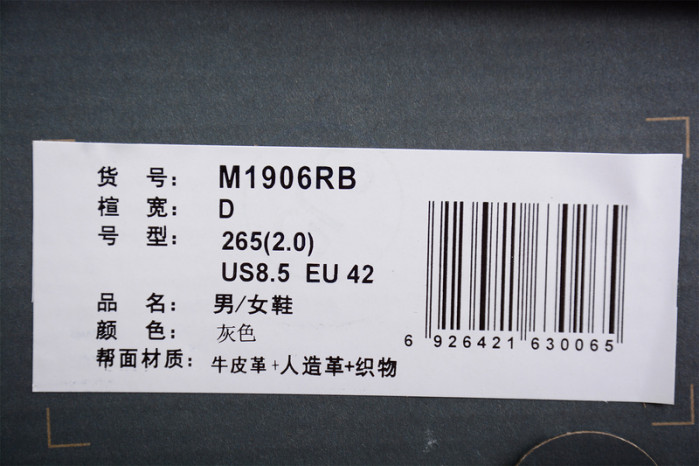 货 号： M1906RB
楦 宽： D
号 型： 265(2.0)
US8.5 EU 42
品 名： 男/女鞋
颜 色： 灰色
帮面材质： 牛皮革+人造革+织物
6 926421 630065